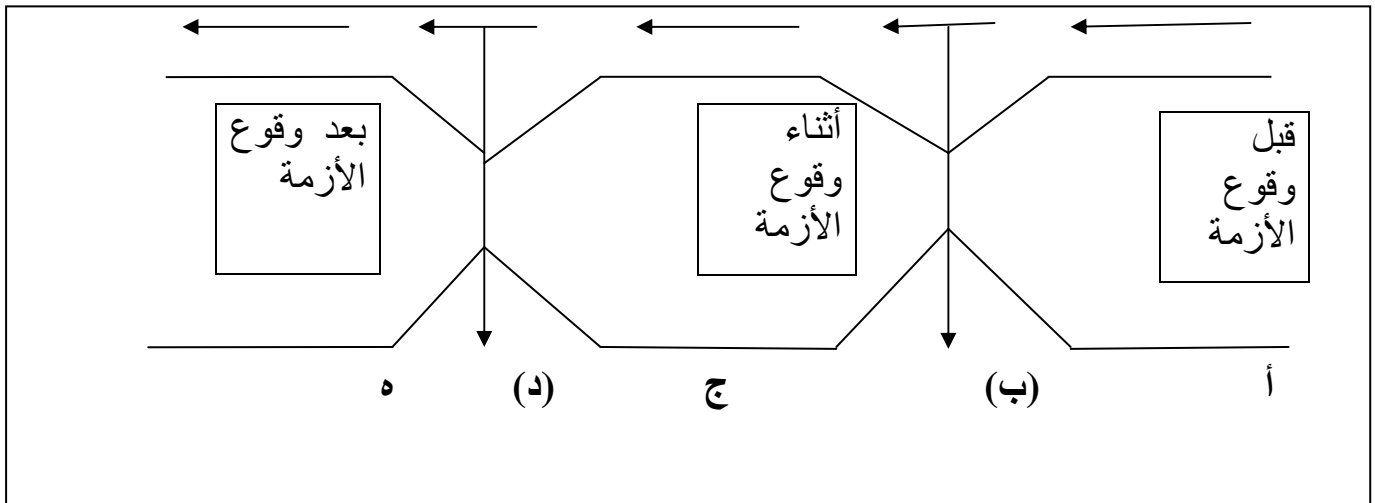 قبل
وقوع
الأزمة
أثناء
وقوع
الأزمة
بعد وقوع
الأزمة
أ (ب) ج (د) ه